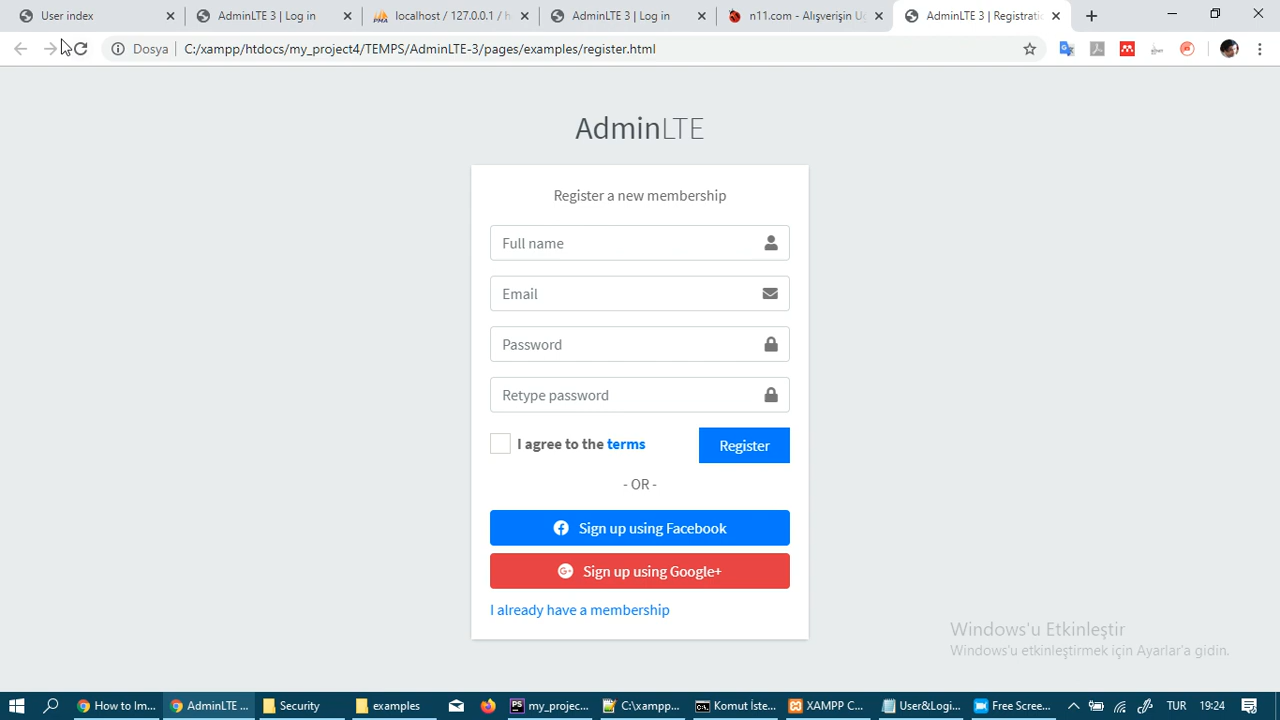 User index
AdminLTE 3 | Log in
localhost / 127.0.0.1 / h
AdminLTE 3 | Log in
n11.com - Alışverişin Uğ
AdminLTE 3 | Registratic
Dosya
C:/xampp/htdocs/my_project4/TEMPS/AdminLTE-3/pages/examples/register.html
AdminLTE
Register a new membership
Full name
Email
Password
Retype password
I agree to the terms
Register
- OR -
Sign up using Facebook
Sign up using Google+
I already have a membership
Windows'u Etkinleştir
Windows'u etkinleştirmek için Ayarlar'a gidin.
How to Im...
AdminLTE ...
Security
examples
my_projec...
C:\xampp...
Komut İste...
XAMPP C...
User&Logi...
Free Scree...
TUR
19:24